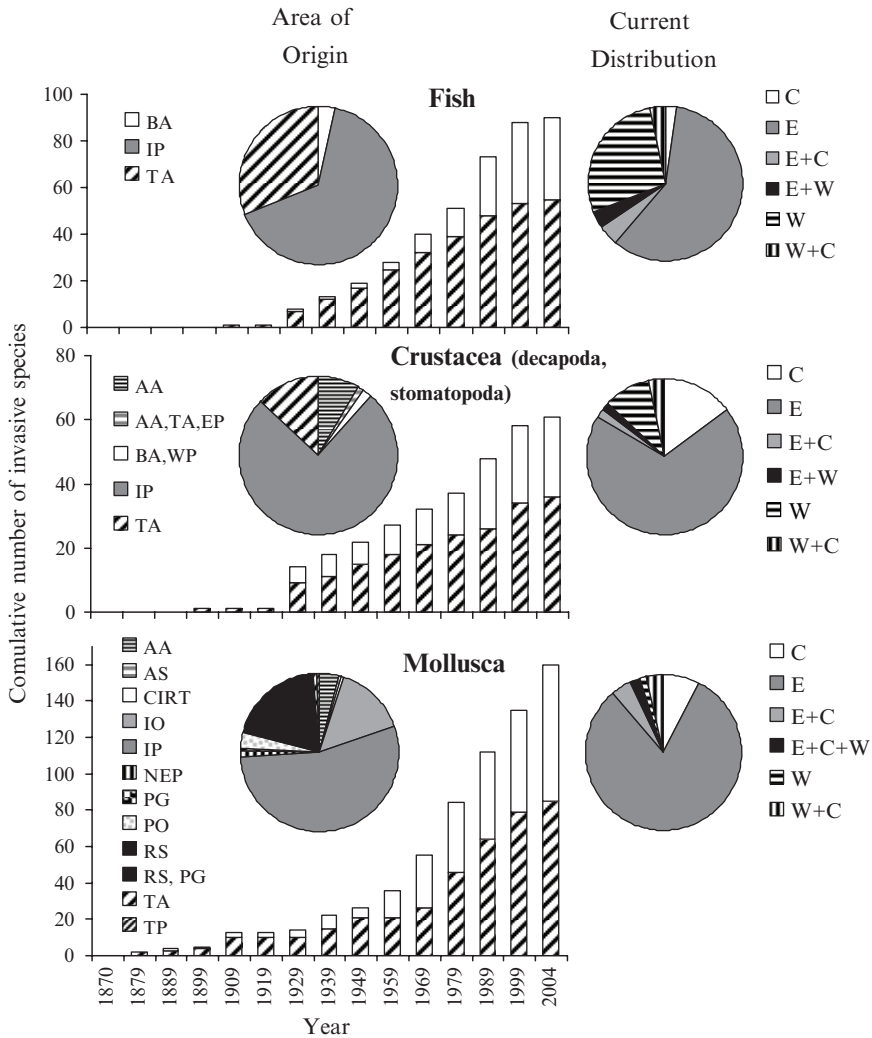 Area of
Origin
Current
Distribution
Fish
100
80
60
40
20
0
BA
IP
TA
C
E
E+C
E+W
W
W+C
Comulative number of invasive species
Crustacea (decapoda,
stomatopoda)
80
60
40
20
0
AA
AA,TA,EP
BA,WP
IP
TA
C
E
E+C
E+W
W
W+C
Mollusca
160
140
120
100
80
60
40
20
0
AA
AS
CIRT
IO
IP
NEP
PG
PO
RS
RS, PG
TA
TP
C
E
E+C
E+C+W
W
W+C
1870
1879
1889
1899
1909
1919
1929
1939
1949
1959
1969
1979
1989
1999
2004
Year